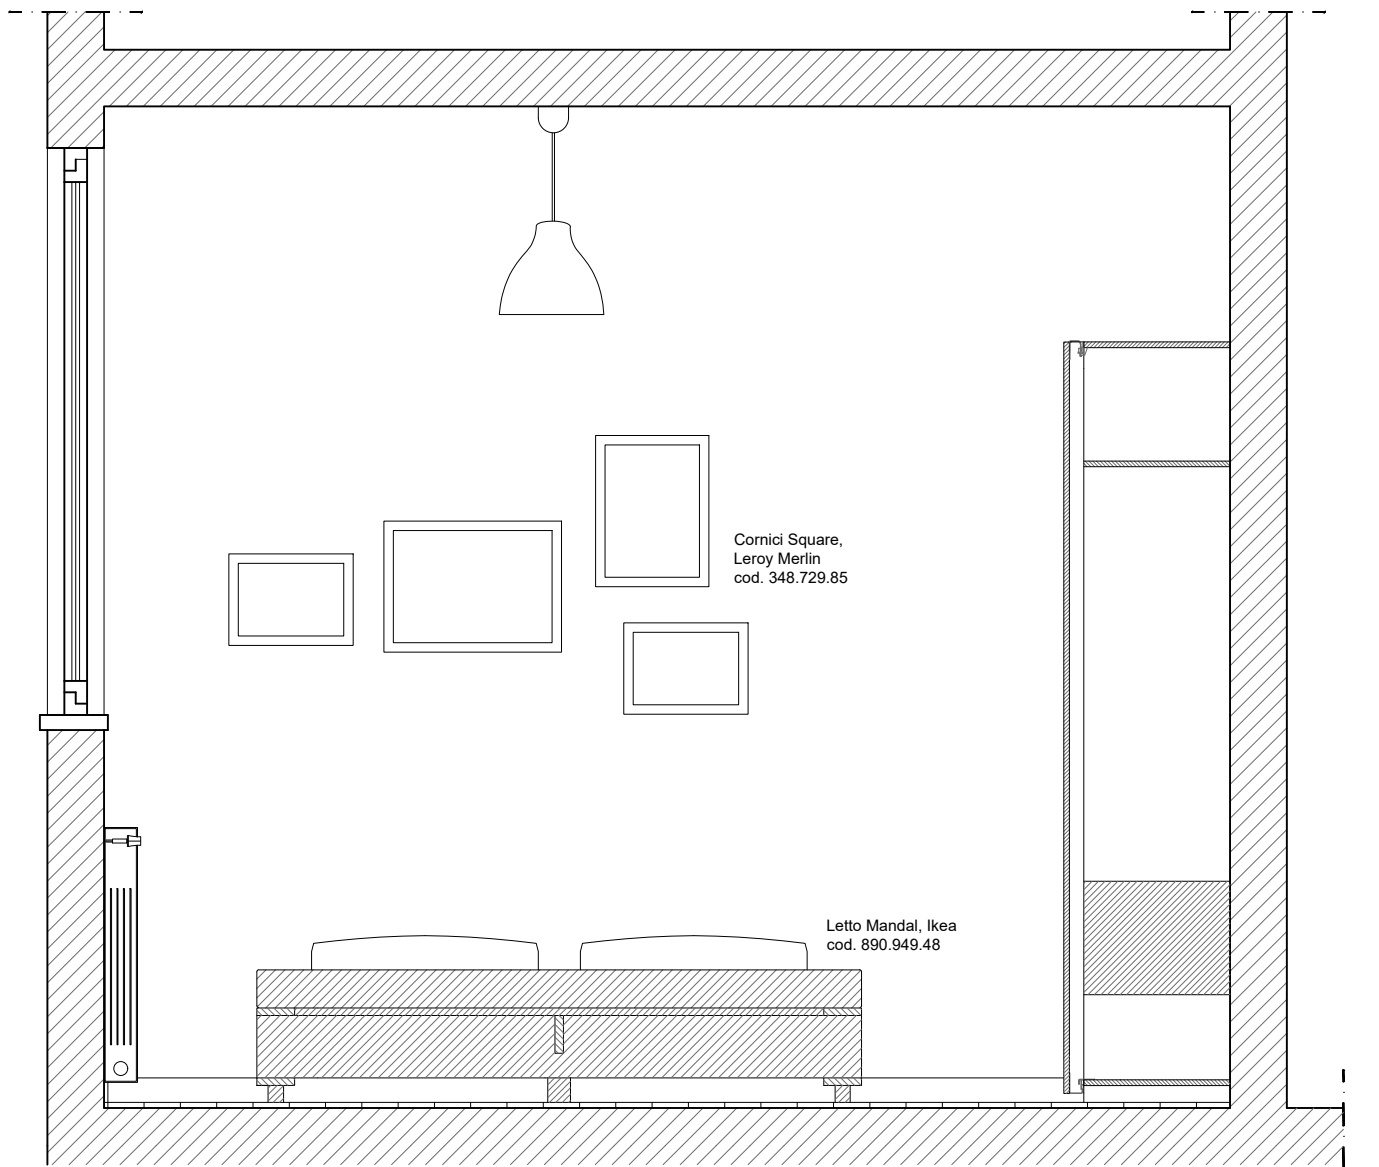 Cornici Square,
Leroy Merlin
cod. 348.729.85
Letto Mandal, Ikea
cod. 890.949.48